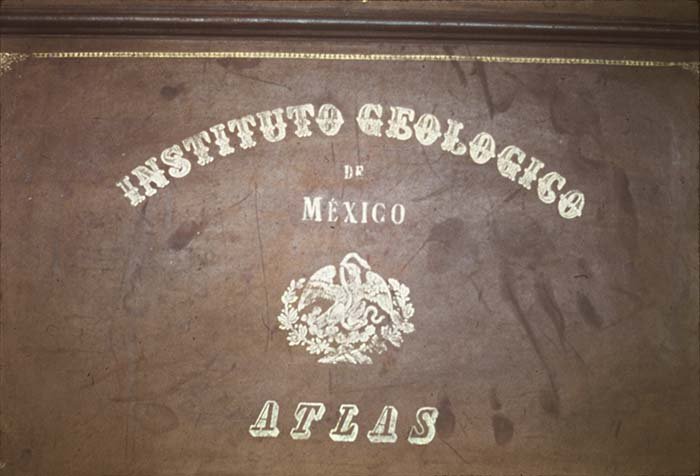 INSTITUTO GEOLOGICO
DE
MÉXICO
ATLAS